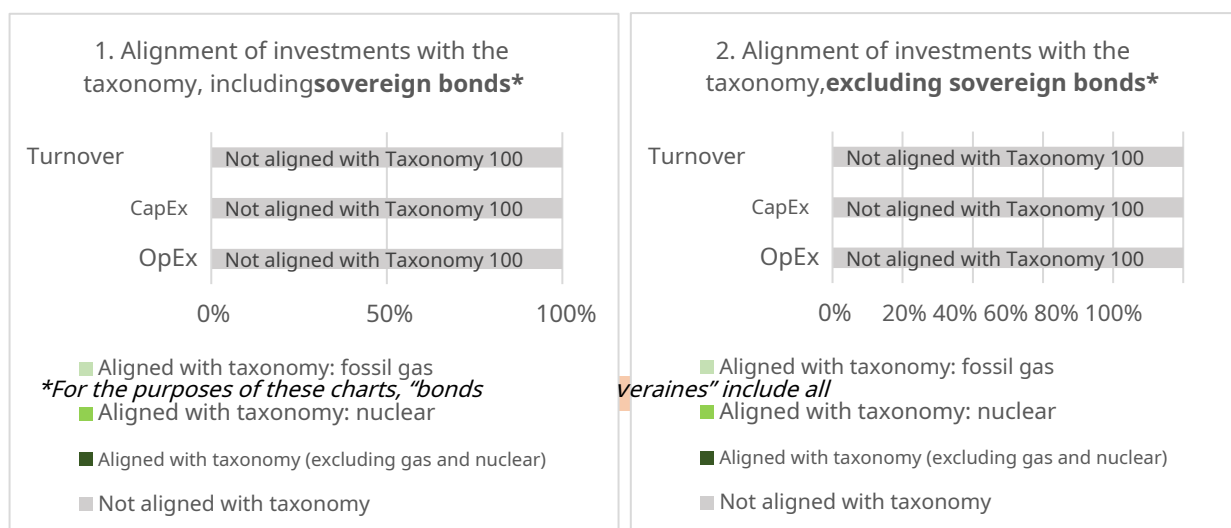 1. Alignment of investments with the
taxonomy, includingsovereign bonds*
Turnover
Not aligned with Taxonomy 100
CapEx
Not aligned with Taxonomy 100
OpEx
Not aligned with Taxonomy 100
0% 50% 100%
Aligned with taxonomy: fossil gas
Aligned with taxonomy: nuclear
Aligned with taxonomy (excluding gas and nuclear)
Not aligned with taxonomy
2. Alignment of investments with the
taxonomy,excluding sovereign bonds*
Turnover
Not aligned with Taxonomy 100
CapEx
Not aligned with Taxonomy 100
OpEx
Not aligned with Taxonomy 100
0% 20% 40% 60% 80% 100%
Aligned with taxonomy: fossil gas
Aligned with taxonomy: nuclear
Aligned with taxonomy (excluding gas and nuclear)
Not aligned with taxonomy
*For the purposes of these charts, “bonds veraines” include all